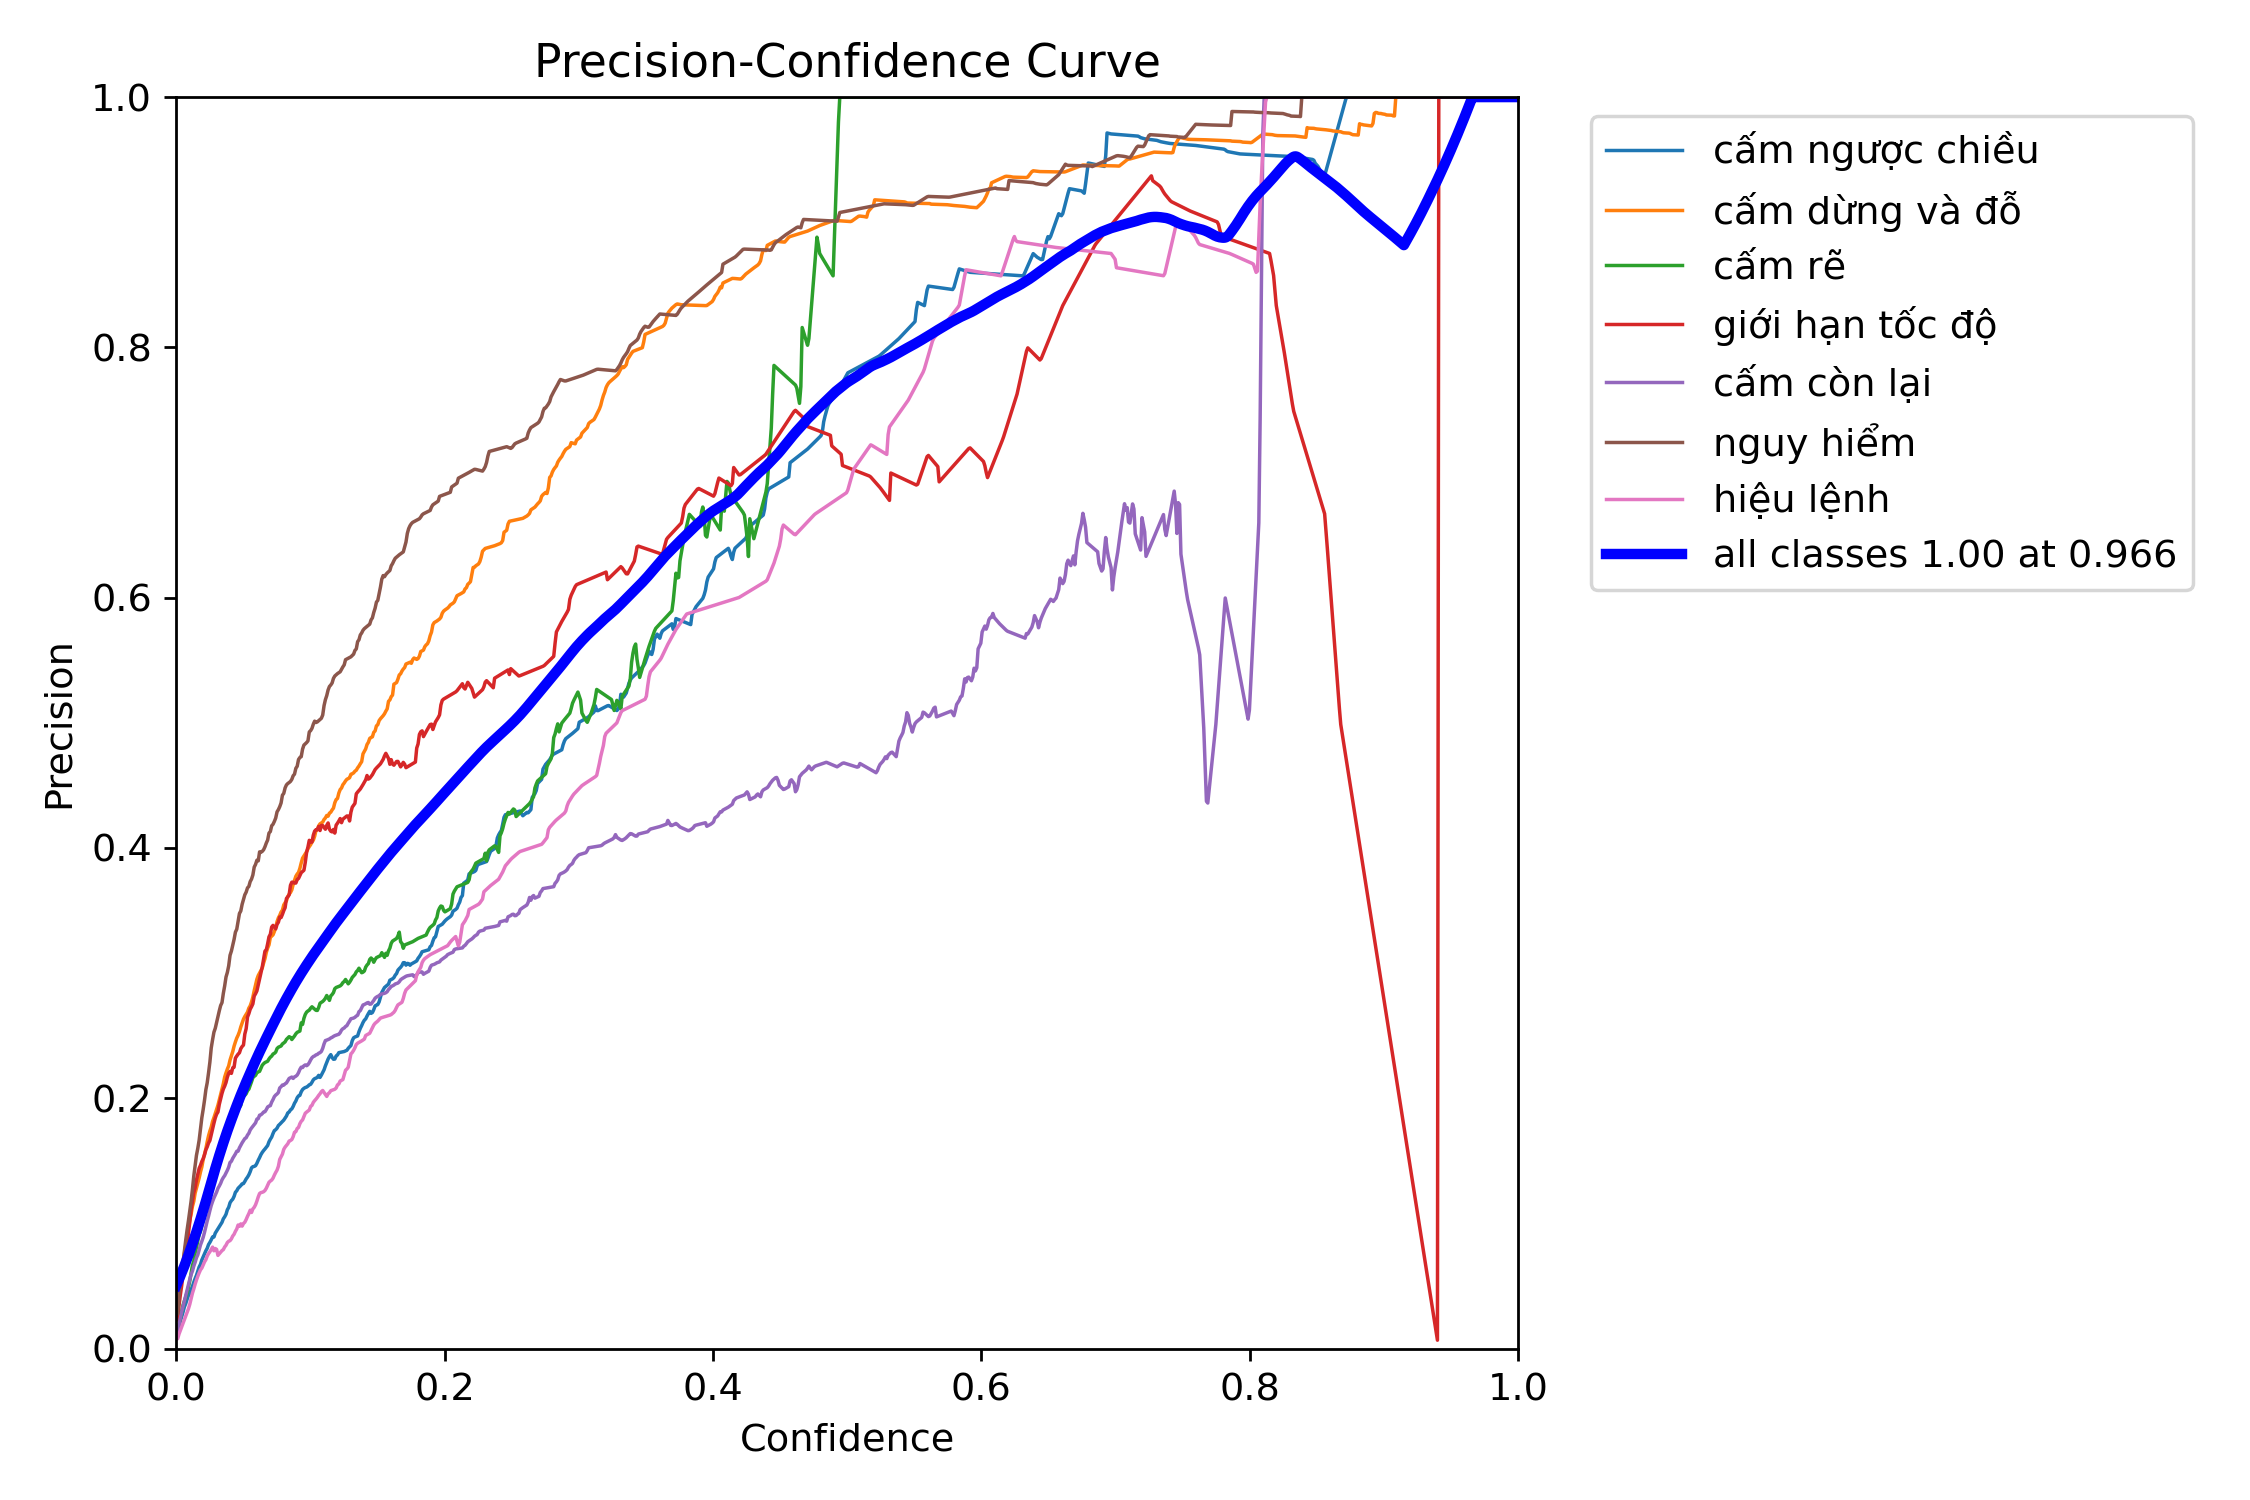 Precision-Confidence Curve
1.0
0.8
0.6
0.4
0.2
0.0
Precision
0.0 0.2 0.4 0.6 0.8 1.0
Confidence
cấm ngược chiều
cấm dừng và đỗ
cấm rẽ
giới hạn tốc độ
cấm còn lại
nguy hiểm
hiệu lệnh
all classes 1.00 at 0.966